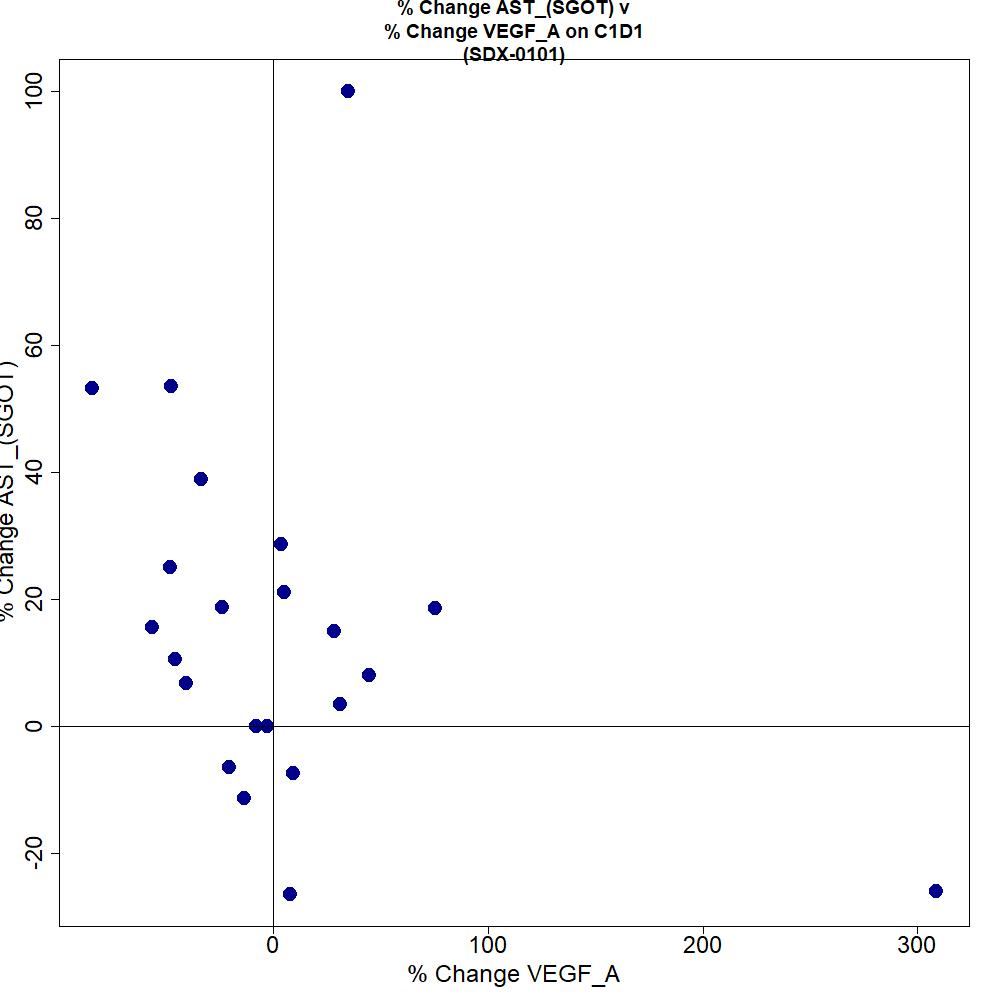 % Change AST_(SGOT) v
% Change VEGF_A on C1D1
(SDX-0101)
% Change AST_(SGOT)
100
80
60
40
20
0
-20
0 100 200 300
% Change VEGF_A